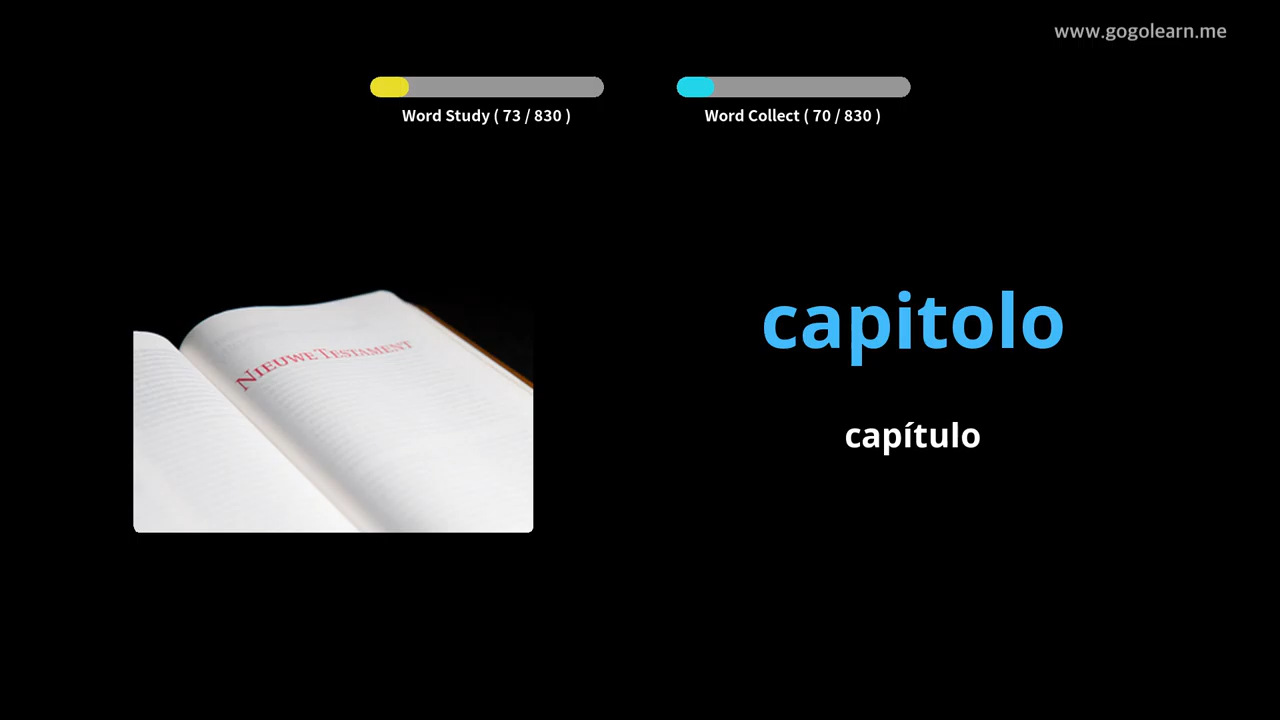 www.gogolearn.me
Word Study ( 73 / 830 )
Word Collect ( 70 / 830 )
NIEUWE TESTAMENT
capitolo
capítulo